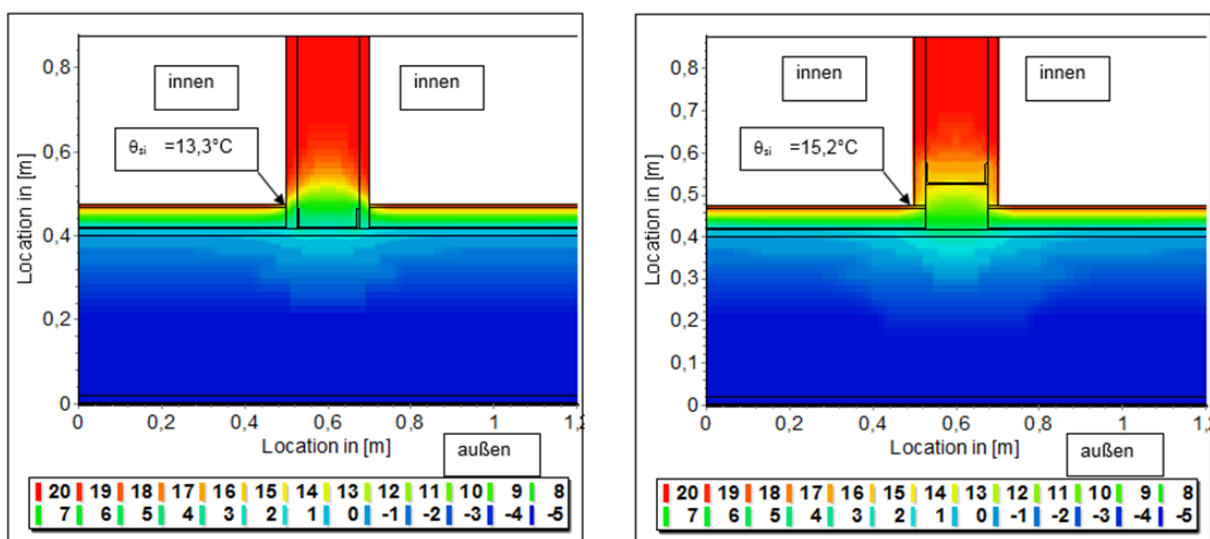 0,8
0,6
0,4
0,2
0
Location in [m]
innen
innen
θsi =13,3°C
0 0,2 0,4 0,6 0,8 1 1,2
Location in [m]
außen
20 19 18 17 16 15 14 13 12 11 10 9 8
7 6 5 4 3 2 1 0 -1 -2 -3 -4 -5
0,8
0,7
0,6
0,5
0,4
0,3
0,2
0,1
0
Location in [m]
innen
innen
θsi =15,2°C
0 0,2 0,4 0,6 0,8 1 1,2
Location in [m]
außen
20 19 18 17 16 15 14 13 12 11 10 9 8
7 6 5 4 3 2 1 0 -1 -2 -3 -4 -5